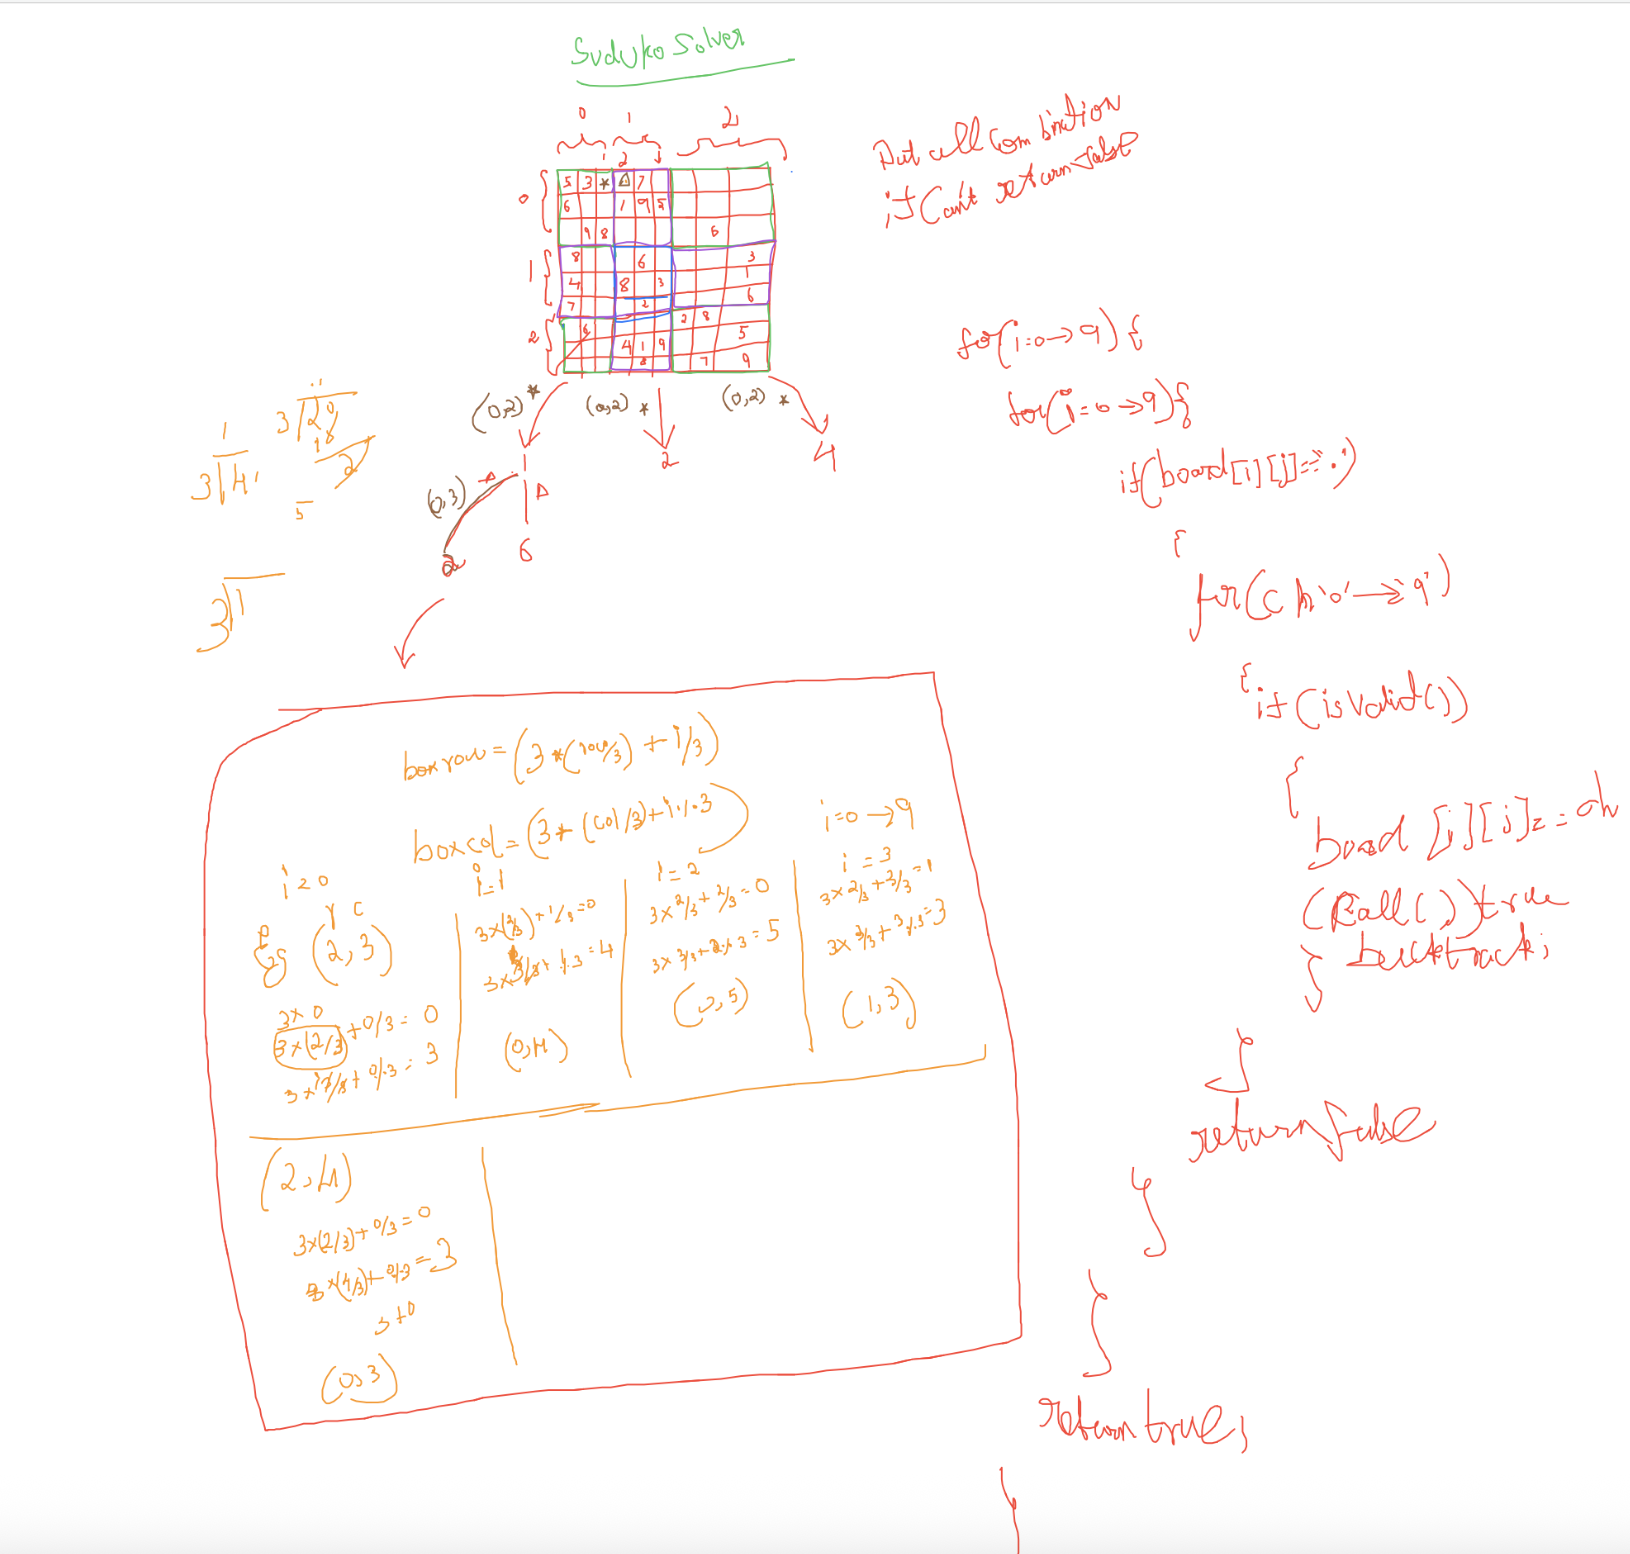 Suduko Solver
0 1 2
1 2 3
Put all Combination
if Can't return false
0
5 3 * △ 7
6 1 9 5
9 8 6
1
8 6 3
4 8 3 1
7 2 6
2
6 2 8
4 1 9 5
8 7 9
(0,2) * (0,2) * (0,2) *
1 2 4
(0,3) △
2 6
for(i=0→9){
for(j=0→9){
if(board[i][j]=='.')
{
for(ch '0'→'9')
{
if(isValid())
{
board[i][j]=ch
(Call())true
backtrack;
}
}
return false
}
}
return true;
}
1
3 4
3 20
18
2
5
3 1
boxrow=(3*(row/3)+i/3)
boxcol=(3*(col/3)+i%3)
i=0→9
i=0
r c
Eg (2,3)
3×0
3×(2/3)+0/3=0
3×3/3+0%3=3
i=1
3×(2/3)+1/3=0
3×3/3+1%3=4
(0,4)
i=2
3×2/3+2/3=0
3×3/3+2%3=5
(0,5)
i=3
3×2/3+3/3=1
3×3/3+3%3=3
(1,3)
(2,4)
3×(2/3)+0/3=0
3×(4/3)+0%3=3
3+0
(0,3)